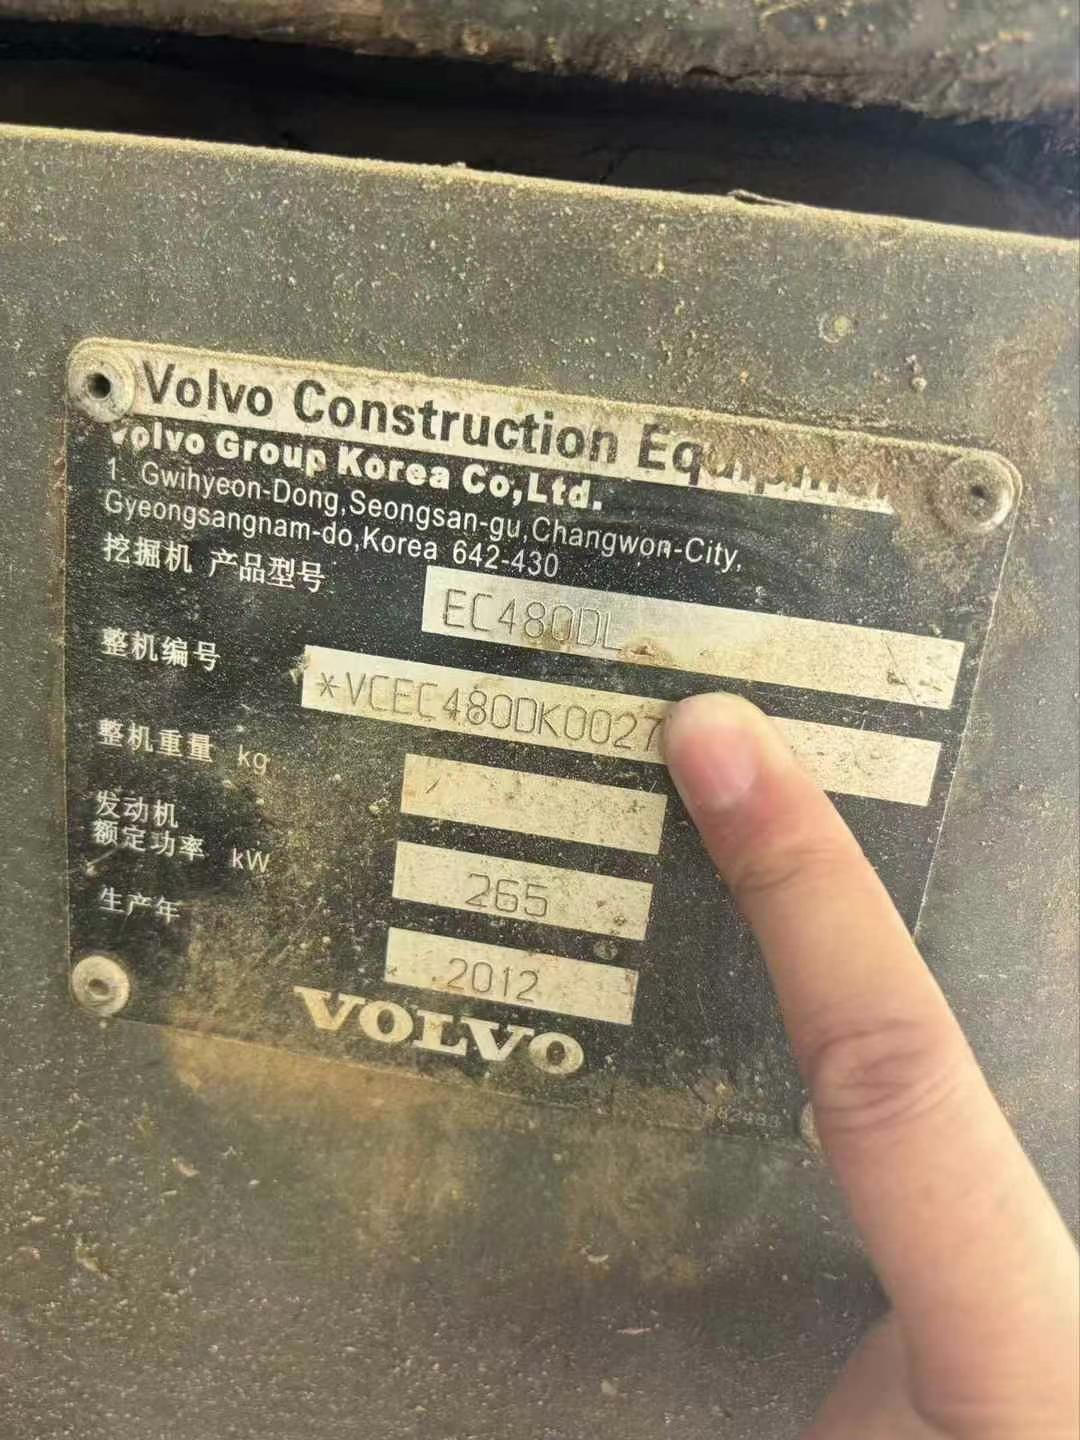 Volvo Construction Equipment
Volvo Group Korea Co,Ltd.
1. Gwihyeon-Dong,Seongsan-gu,Changwon-City,
Gyeongsangnam-do,Korea 642-430
挖掘机 产品型号 EC480DL
整机编号 *VCEC480DK0027
整机重量 kg
发动机
额定功率 kW 265
生产年 2012
VOLVO